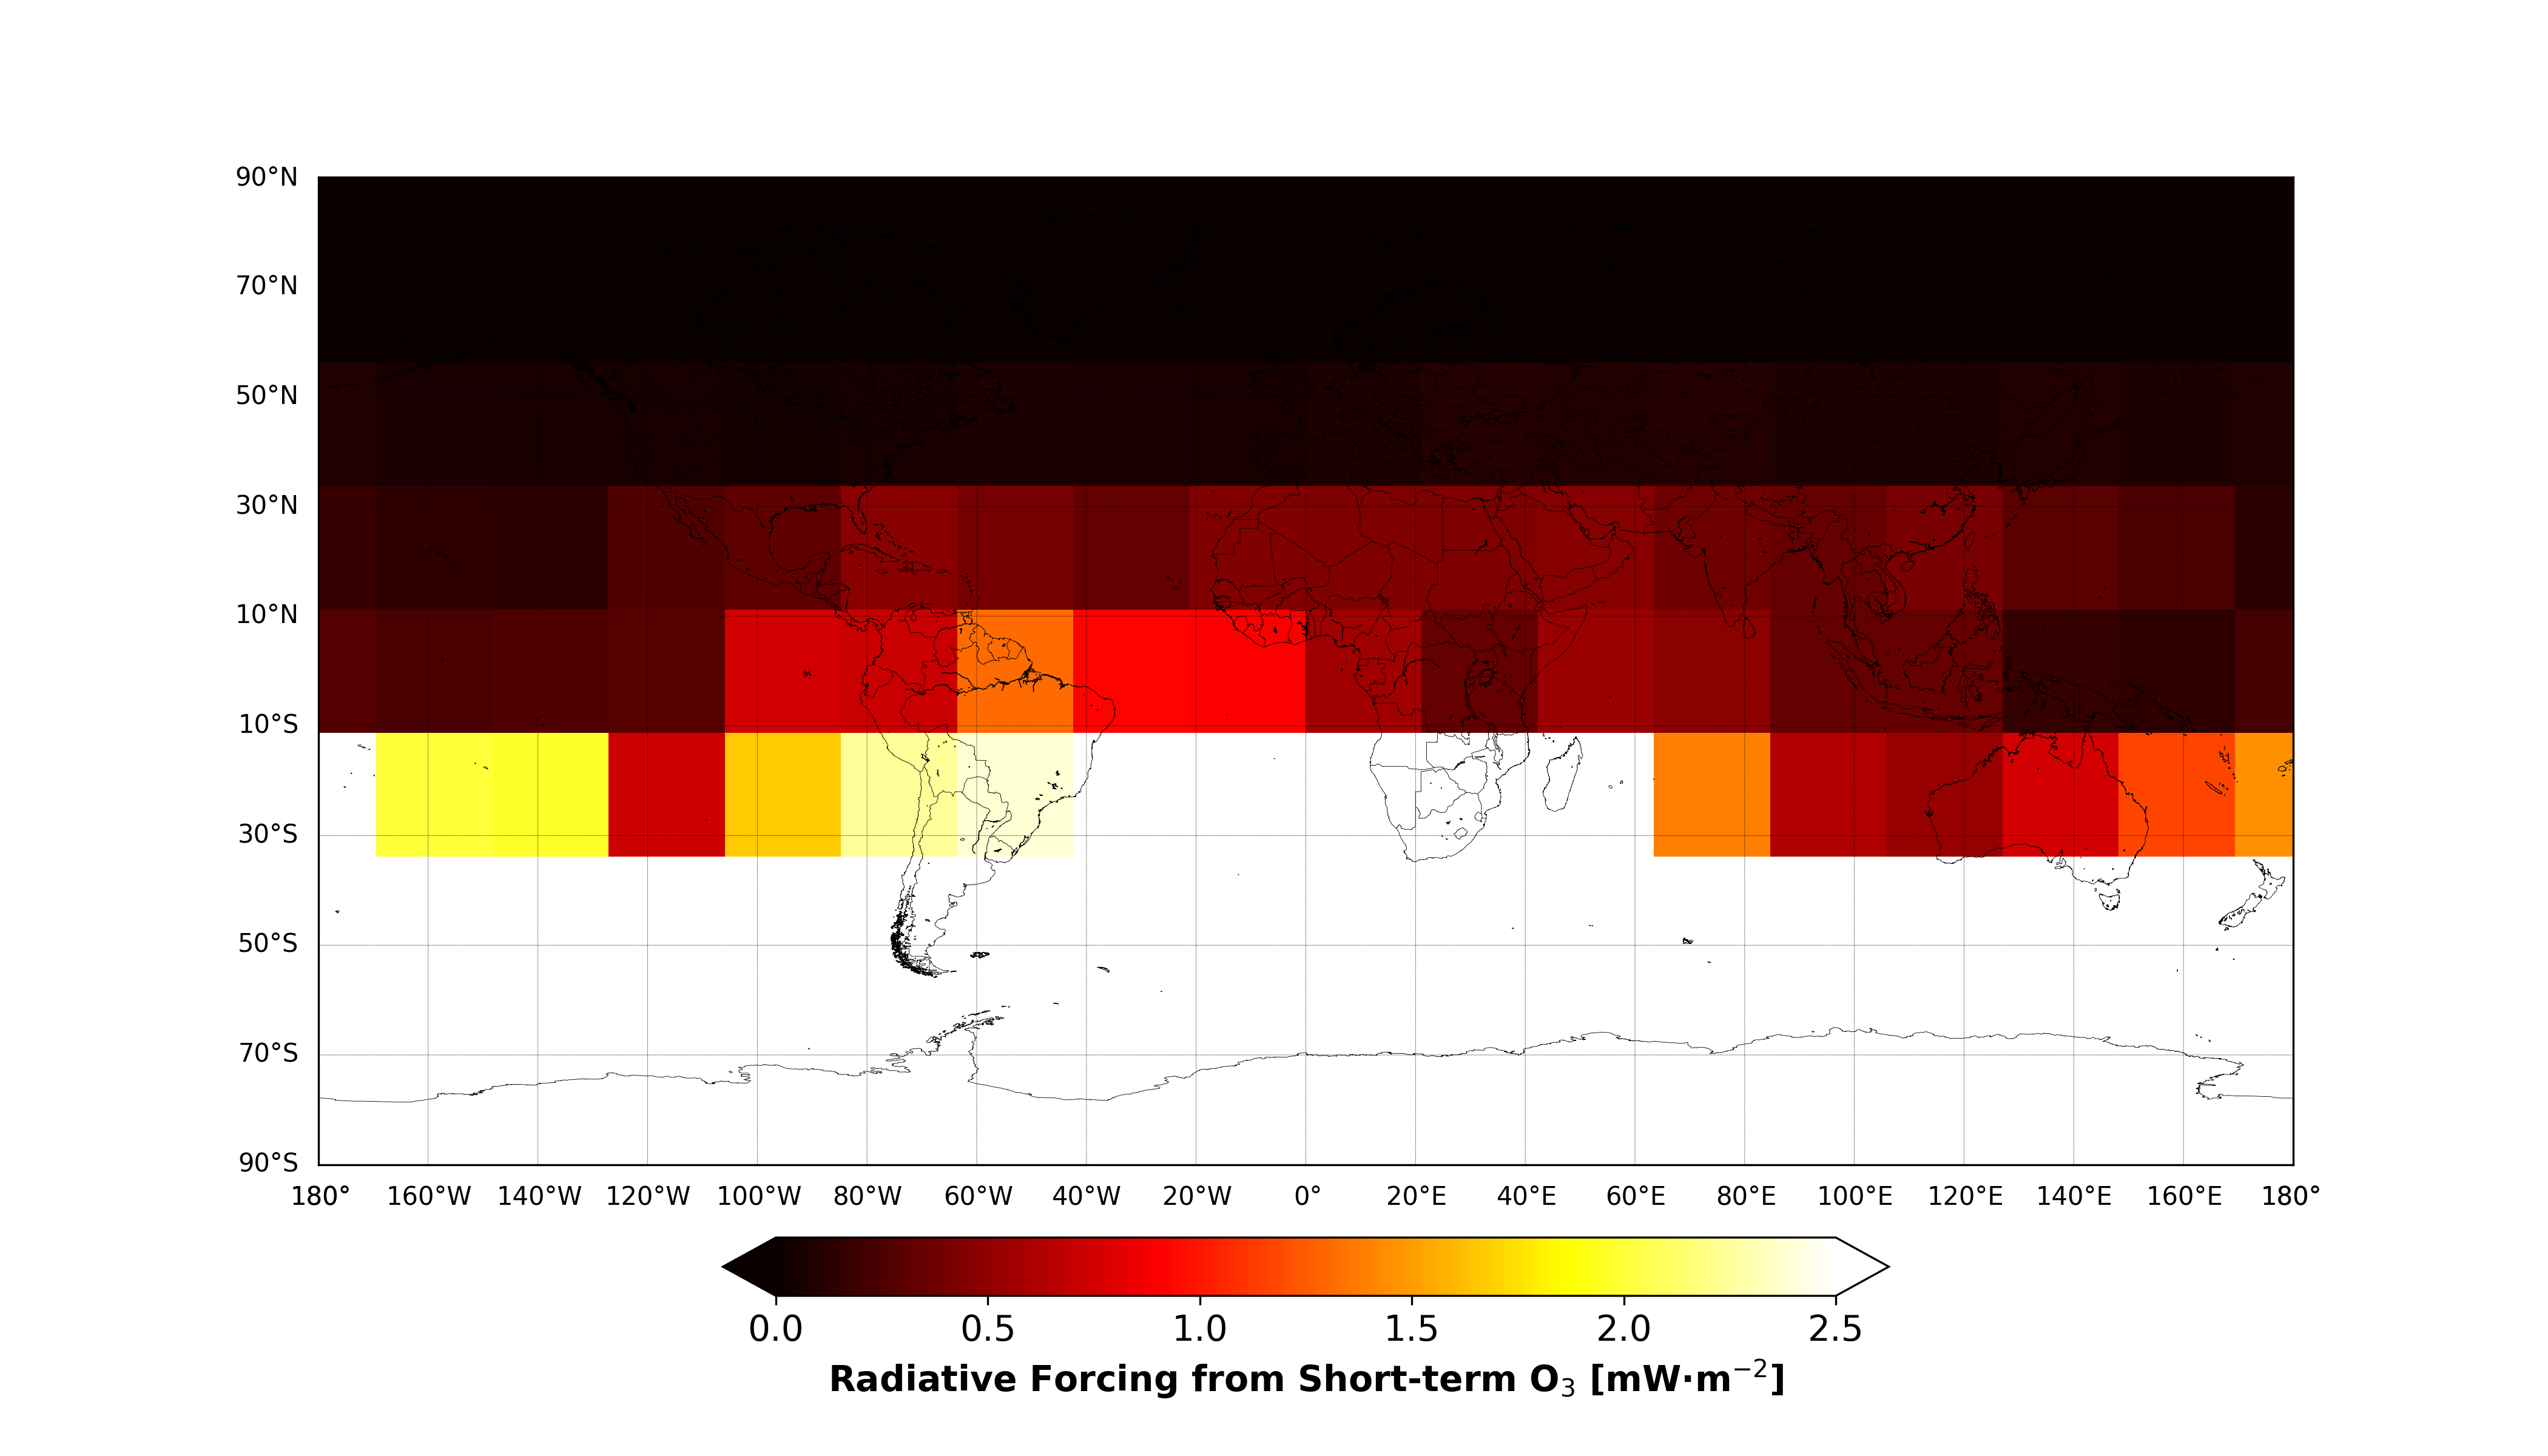 90°N
70°N
50°N
30°N
10°N
10°S
30°S
50°S
70°S
90°S
180° 160°W 140°W 120°W 100°W 80°W 60°W 40°W 20°W 0° 20°E 40°E 60°E 80°E 100°E 120°E 140°E 160°E 180°
0.0 0.5 1.0 1.5 2.0 2.5
Radiative Forcing from Short-term O₃ [mW·m⁻²]